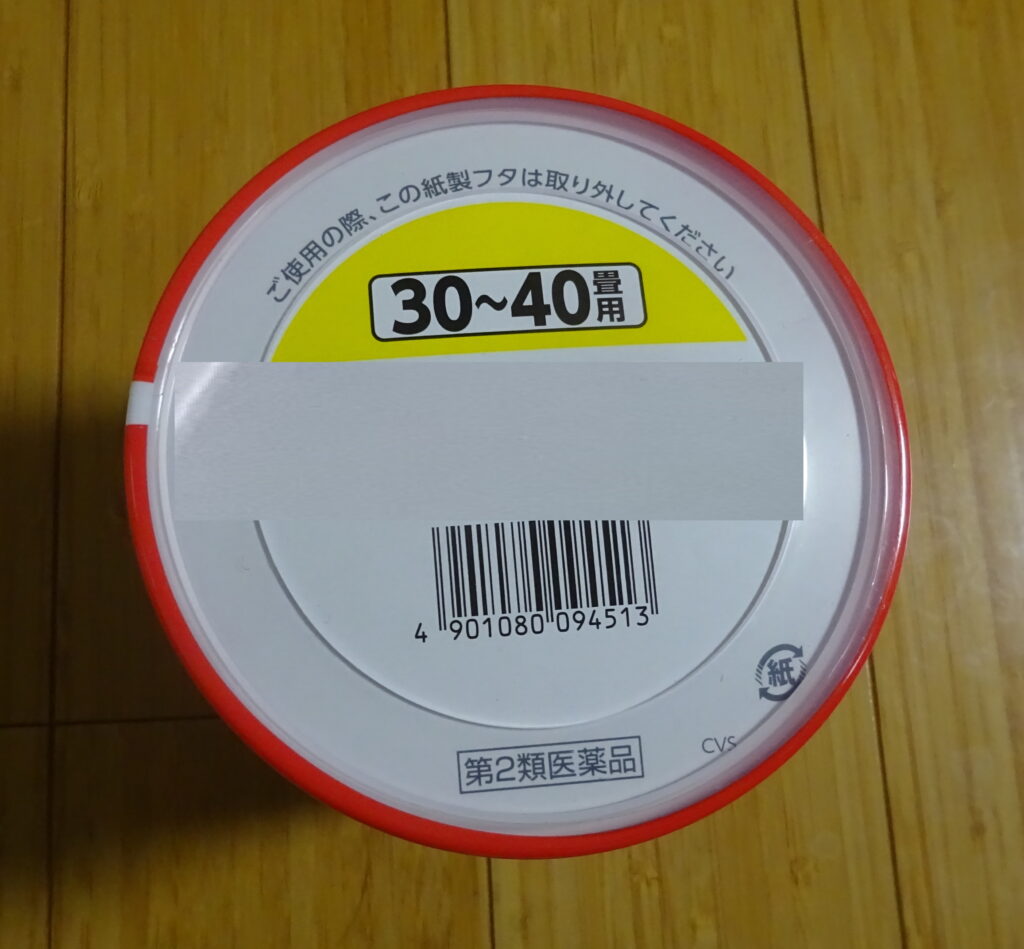 ご使用の際、この紙製フタは取り外してください
30~40畳用
4 901080 094513
紙
CVS
第2類医薬品